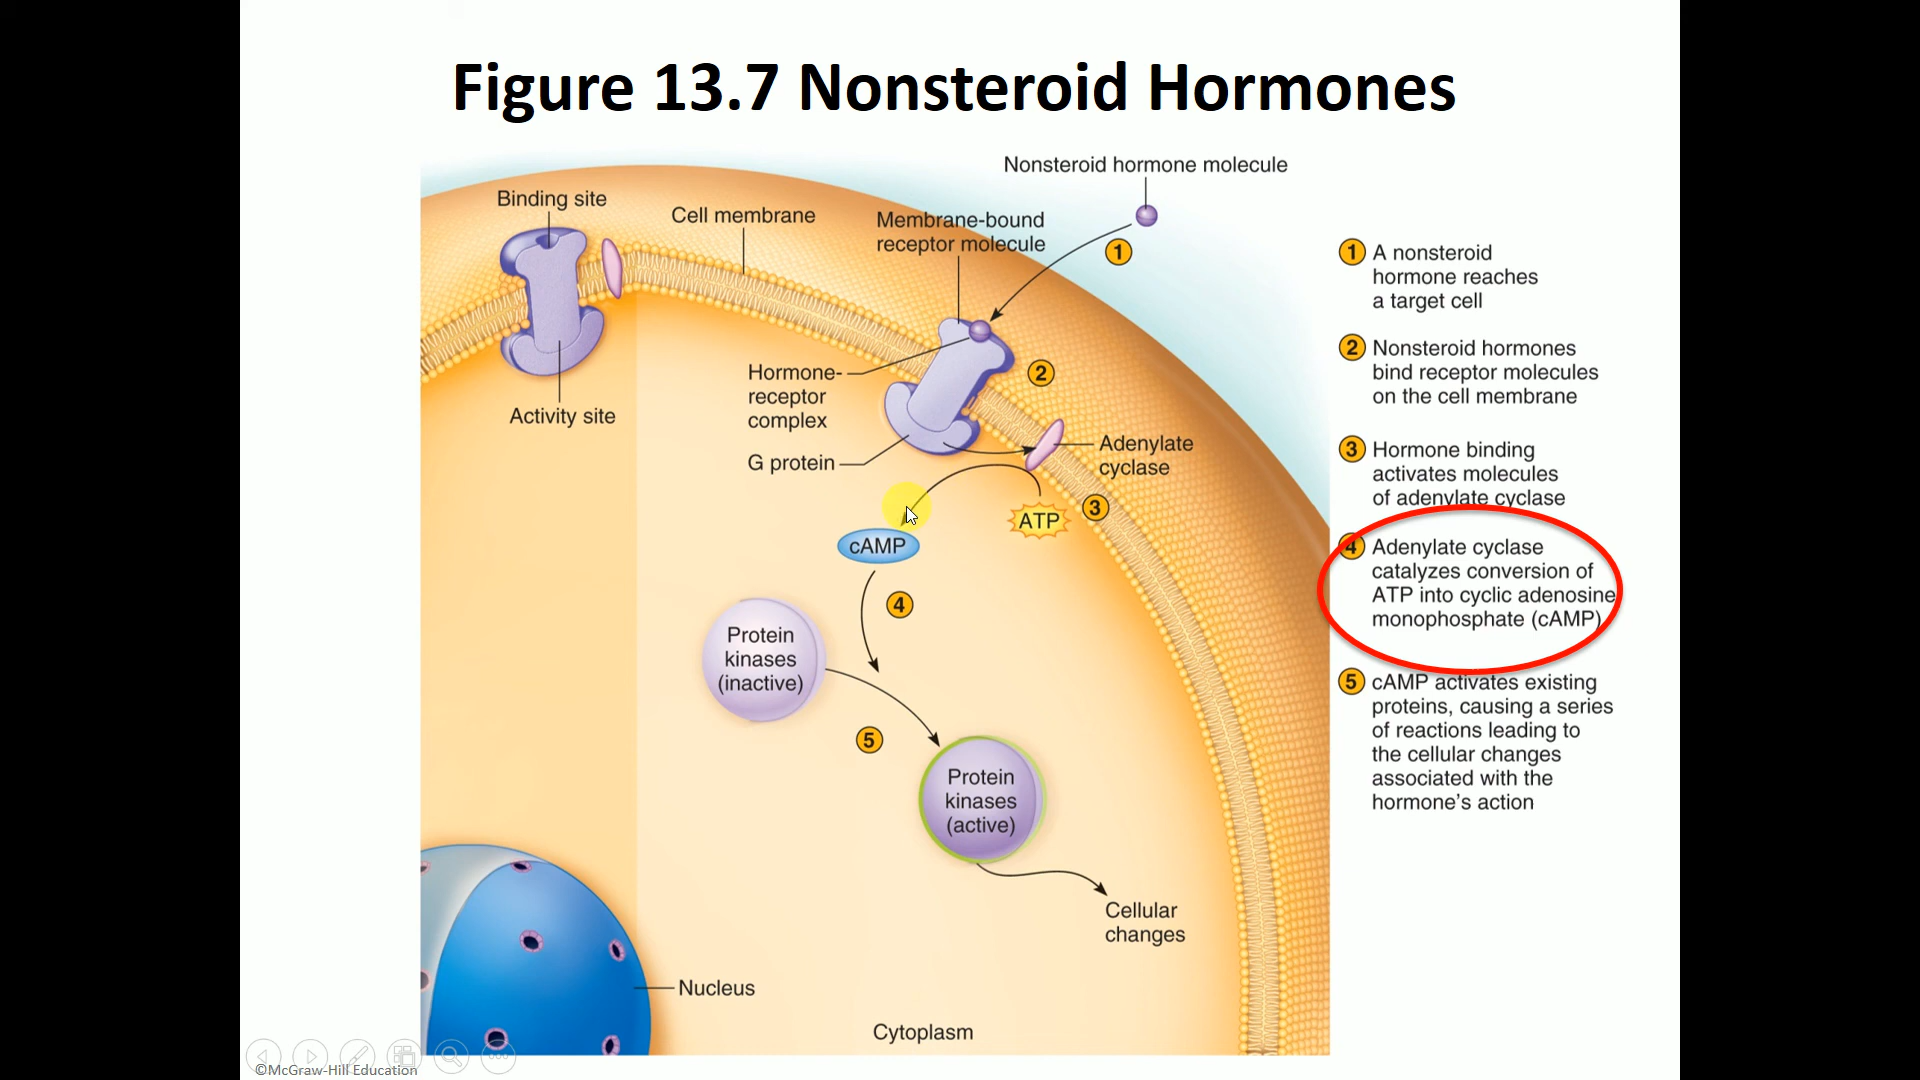 Figure 13.7 Nonsteroid Hormones
Nonsteroid hormone molecule
Binding site
Cell membrane
Membrane-bound
receptor molecule
1
Hormone-
receptor
complex
2
Activity site
G protein
Adenylate
cyclase
3
ATP
cAMP
4
Protein
kinases
(inactive)
5
Protein
kinases
(active)
Cellular
changes
Nucleus
Cytoplasm
1 A nonsteroid
hormone reaches
a target cell
2 Nonsteroid hormones
bind receptor molecules
on the cell membrane
3 Hormone binding
activates molecules
of adenylate cyclase
4 Adenylate cyclase
catalyzes conversion of
ATP into cyclic adenosine
monophosphate (cAMP)
5 cAMP activates existing
proteins, causing a series
of reactions leading to
the cellular changes
associated with the
hormone’s action
©McGraw-Hill Education